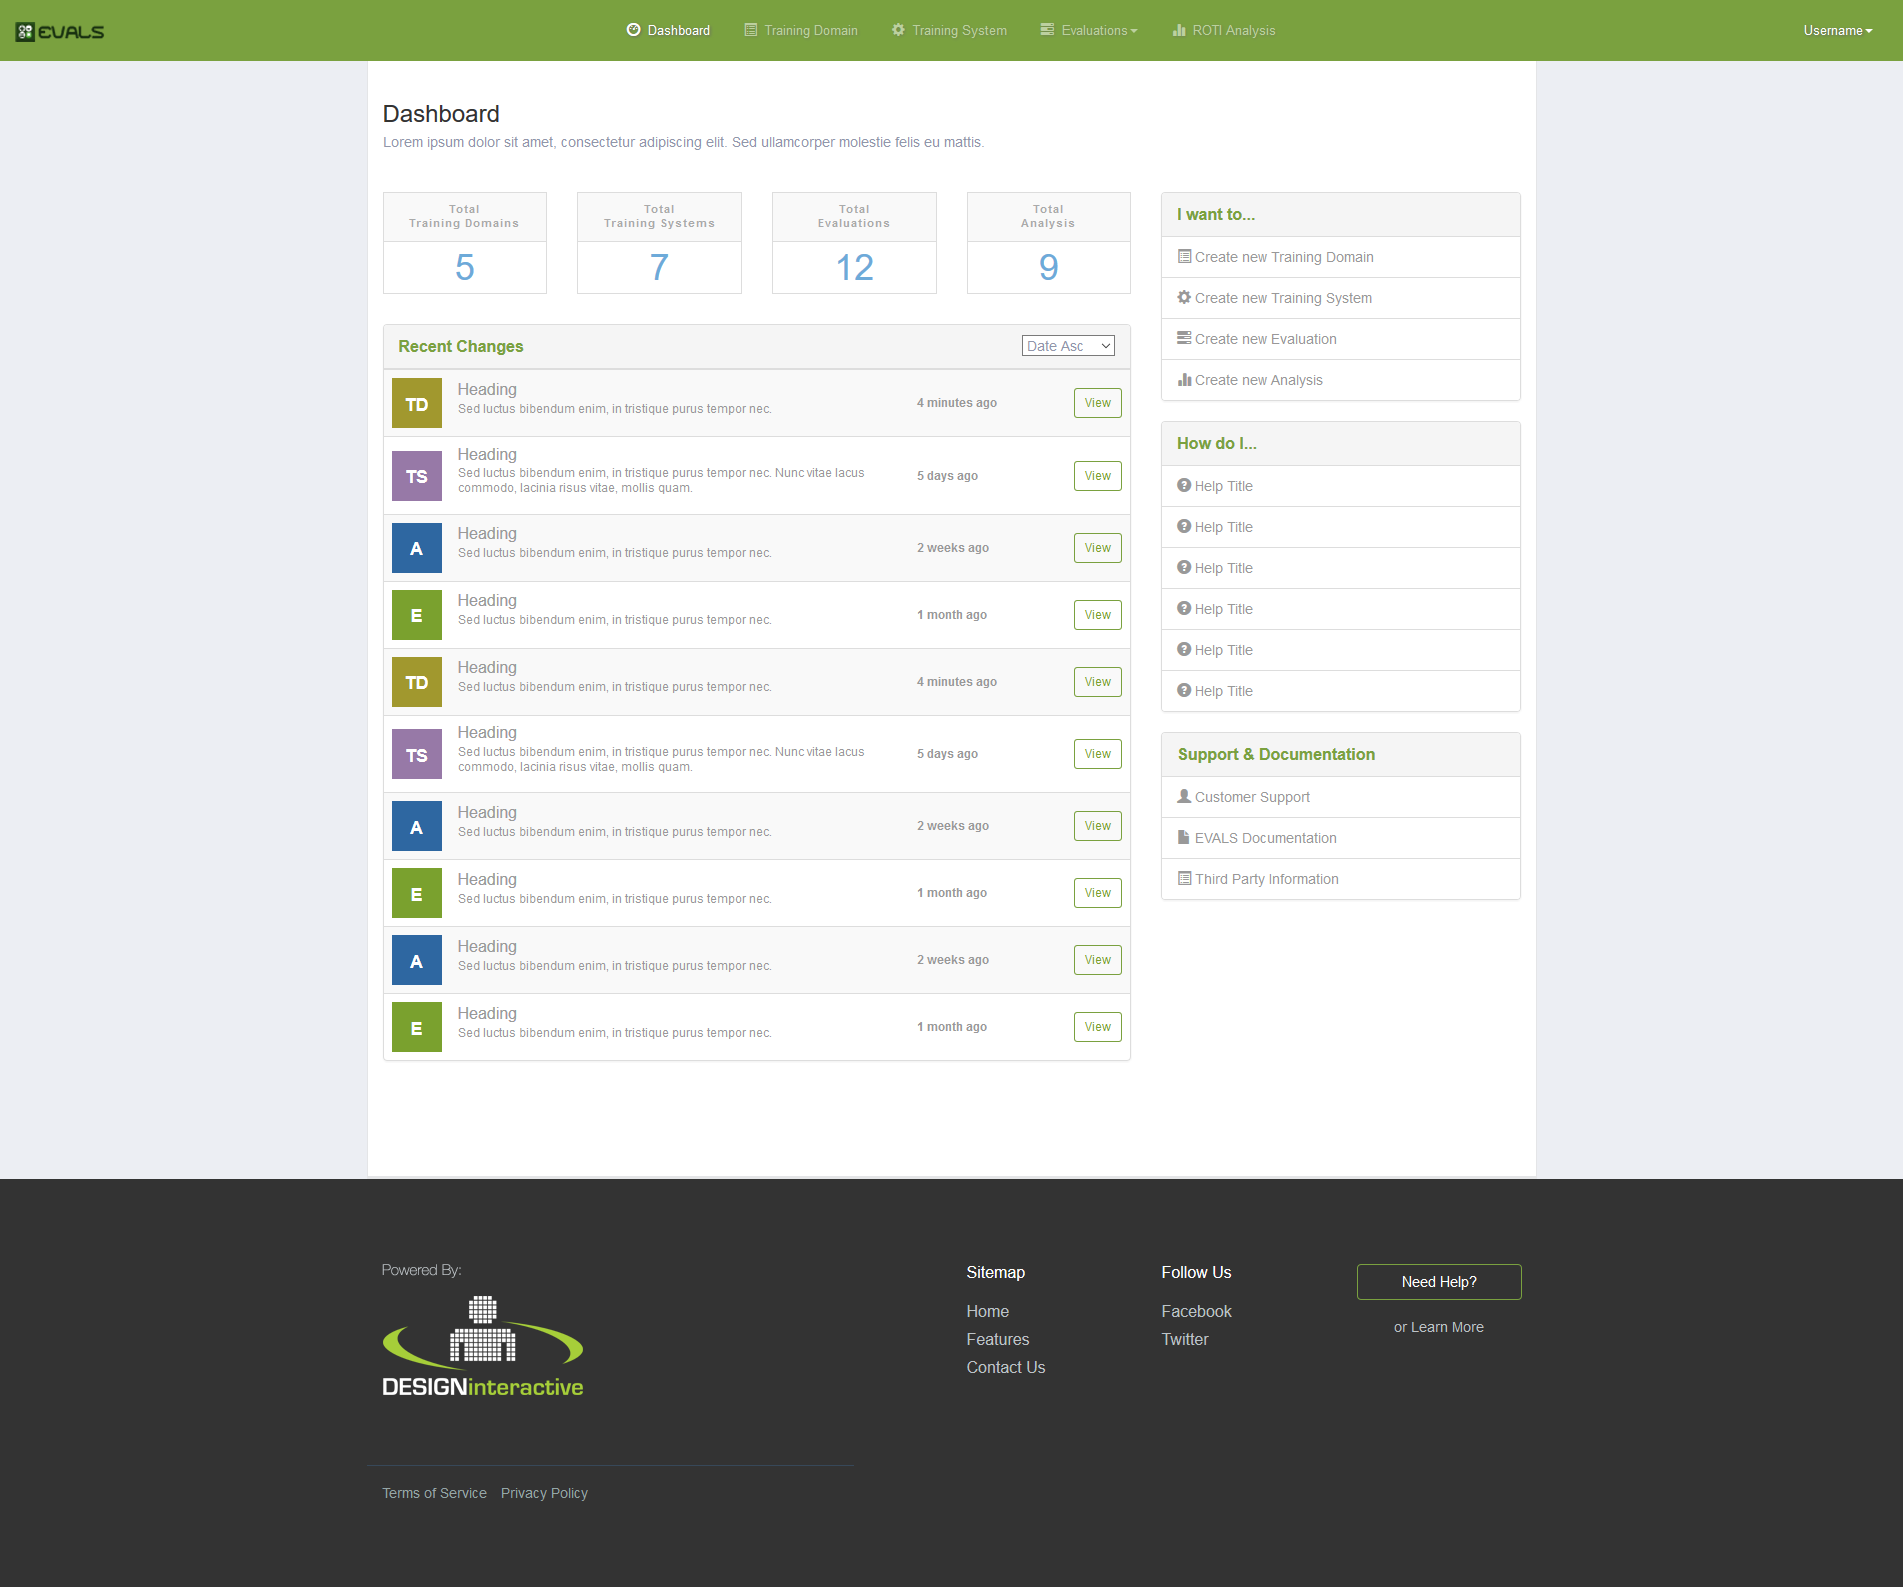 EVALS
Dashboard
Training Domain
Training System
Evaluations
ROTI Analysis
Username
Dashboard
Lorem ipsum dolor sit amet, consectetur adipiscing elit. Sed ullamcorper molestie felis eu mattis.
Total
Training Domains
5
Total
Training Systems
7
Total
Evaluations
12
Total
Analysis
9
Recent Changes
Date Asc
TD
Heading
Sed luctus bibendum enim, in tristique purus tempor nec.
4 minutes ago
View
TS
Heading
Sed luctus bibendum enim, in tristique purus tempor nec. Nunc vitae lacus
commodo, lacinia risus vitae, mollis quam.
5 days ago
View
A
Heading
Sed luctus bibendum enim, in tristique purus tempor nec.
2 weeks ago
View
E
Heading
Sed luctus bibendum enim, in tristique purus tempor nec.
1 month ago
View
TD
Heading
Sed luctus bibendum enim, in tristique purus tempor nec.
4 minutes ago
View
TS
Heading
Sed luctus bibendum enim, in tristique purus tempor nec. Nunc vitae lacus
commodo, lacinia risus vitae, mollis quam.
5 days ago
View
A
Heading
Sed luctus bibendum enim, in tristique purus tempor nec.
2 weeks ago
View
E
Heading
Sed luctus bibendum enim, in tristique purus tempor nec.
1 month ago
View
A
Heading
Sed luctus bibendum enim, in tristique purus tempor nec.
2 weeks ago
View
E
Heading
Sed luctus bibendum enim, in tristique purus tempor nec.
1 month ago
View
I want to...
Create new Training Domain
Create new Training System
Create new Evaluation
Create new Analysis
How do I...
Help Title
Help Title
Help Title
Help Title
Help Title
Help Title
Support & Documentation
Customer Support
EVALS Documentation
Third Party Information
Powered By:
DESIGNinteractive
Sitemap
Home
Features
Contact Us
Follow Us
Facebook
Twitter
Need Help?
or Learn More
Terms of Service
Privacy Policy